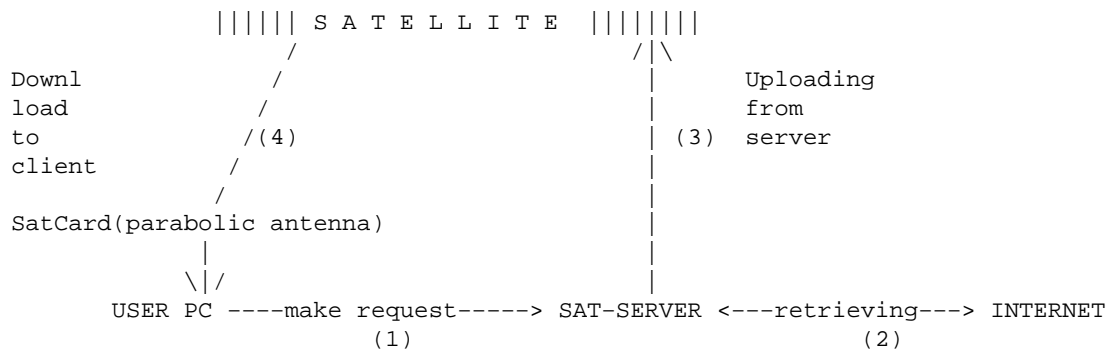 |||||| S A T E L L I T E ||||||||
/ /|\
Downl / | Uploading
load / | from
to /(4) | (3) server
client / |
/ |
SatCard(parabolic antenna) |
| |
\|/ |
USER PC ----make request-----> SAT-SERVER <---retrieving---> INTERNET
(1) (2)